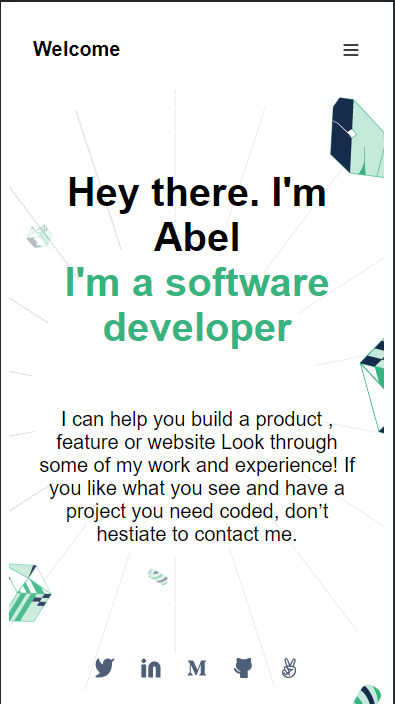 Welcome
Hey there. I'm
Abel
I'm a software
developer
I can help you build a product ,
feature or website Look through
some of my work and experience! If
you like what you see and have a
project you need coded, don’t
hestiate to contact me.